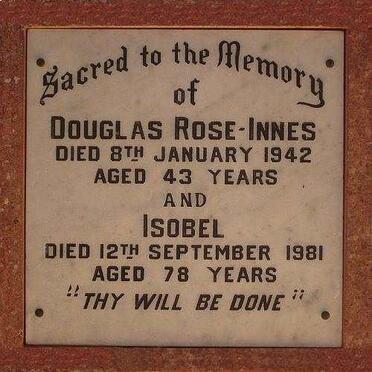 Sacred to the Memory
of
DOUGLAS ROSE-INNES
DIED 8TH JANUARY 1942
AGED 43 YEARS
AND
ISOBEL
DIED 12TH SEPTEMBER 1981
AGED 78 YEARS
"THY WILL BE DONE"